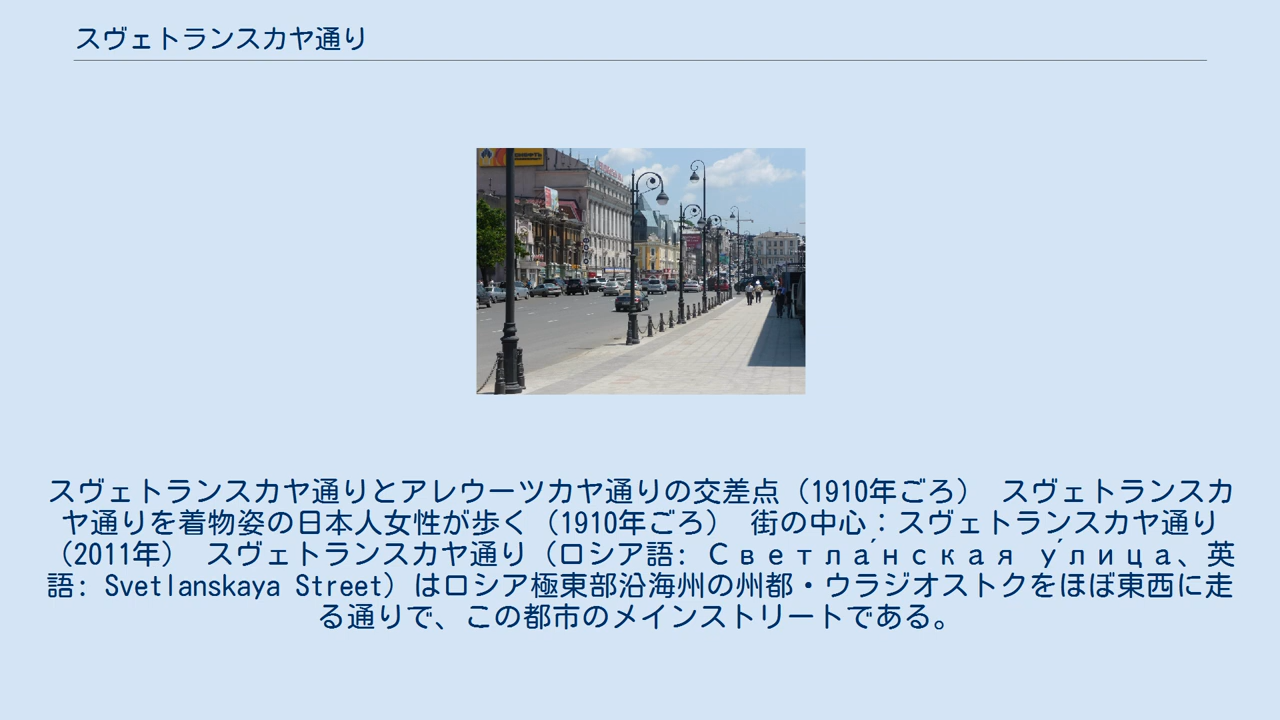 スヴェトランスカヤ通り
スヴェトランスカヤ通りとアレウーツカヤ通りの交差点（1910年ごろ） スヴェトランスカ
ヤ通りを着物姿の日本人女性が歩く（1910年ごろ） 街の中心：スヴェトランスカヤ通り
（2011年） スヴェトランスカヤ通り（ロシア語: Светла́нская у́лица、英
語: Svetlanskaya Street）はロシア極東部沿海州の州都・ウラジオストクをほぼ東西に走
る通りで、この都市のメインストリートである。